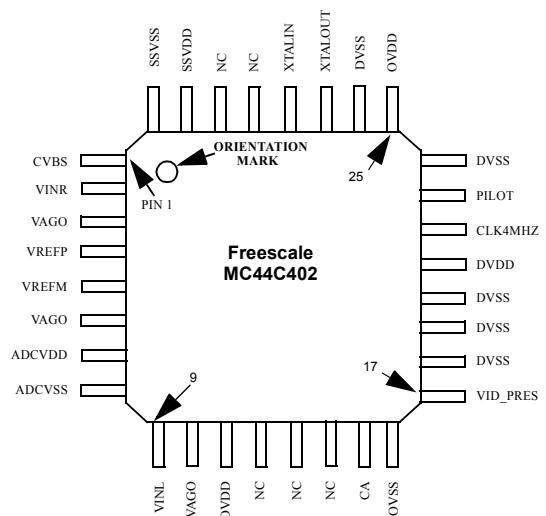 SSVSS
SSVDD
NC
NC
XTALIN
XTALOUT
DVSS
OVDD
ORIENTATION
MARK
25
CVBS
VINR
VAGO
VREFP
VREFM
VAGO
ADCVDD
ADCVSS
PIN 1
Freescale
MC44C402
DVSS
PILOT
CLK4MHZ
DVDD
DVSS
DVSS
DVSS
VID_PRES
9
17
VINL
VAGO
OVDD
NC
NC
NC
CA
OVSS